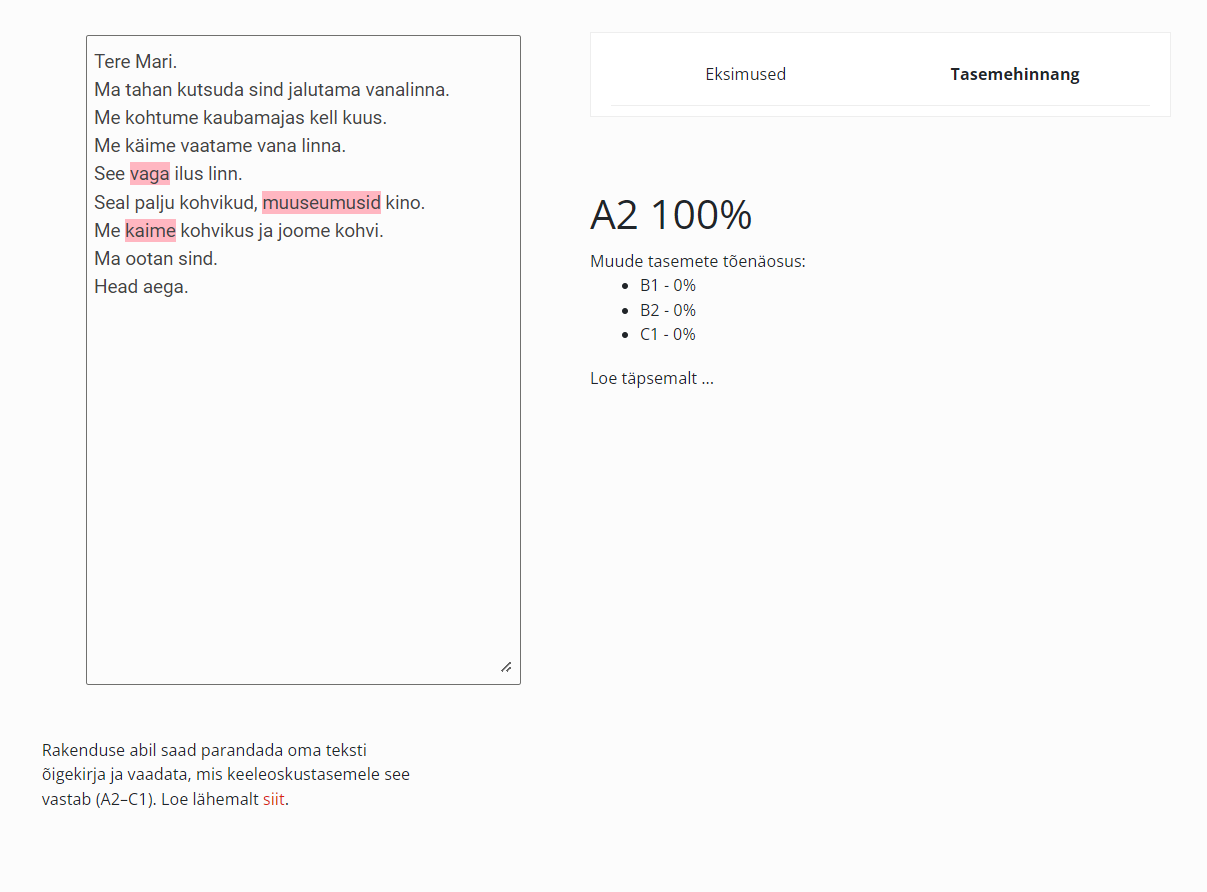 Tere Mari.
Ma tahan kutsuda sind jalutama vanalinna.
Me kohtume kaubamajas kell kuus.
Me käime vaatame vana linna.
See vaga ilus linn.
Seal palju kohvikud, muuseumusid kino.
Me kaime kohvikus ja joome kohvi.
Ma ootan sind.
Head aega.
Eksimused
Tasemehinnang
A2 100%
Muude tasemete tõenäosus:
B1 - 0%
B2 - 0%
C1 - 0%
Loe täpsemalt ...
Rakenduse abil saad parandada oma teksti
õigekirja ja vaadata, mis keeleoskustasemele see
vastab (A2–C1). Loe lähemalt siit.